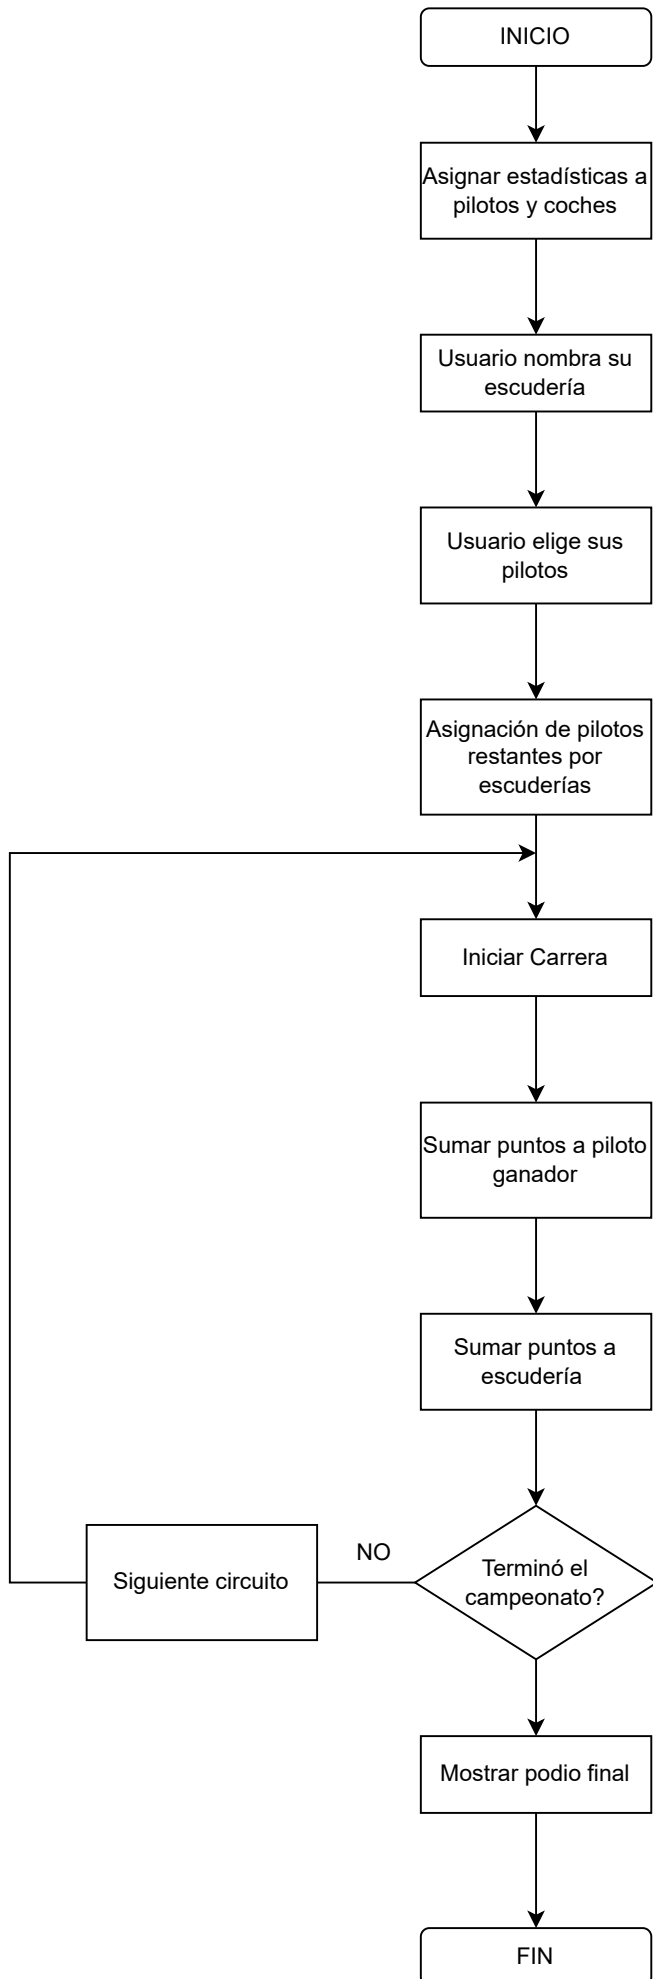 INICIO
Asignar estadísticas a
pilotos y coches
Usuario nombra su
escudería
Usuario elige sus
pilotos
Asignación de pilotos
restantes por
escuderías
Iniciar Carrera
Sumar puntos a piloto
ganador
Sumar puntos a
escudería
Terminó el
campeonato?
NO
Siguiente circuito
Mostrar podio final
FIN